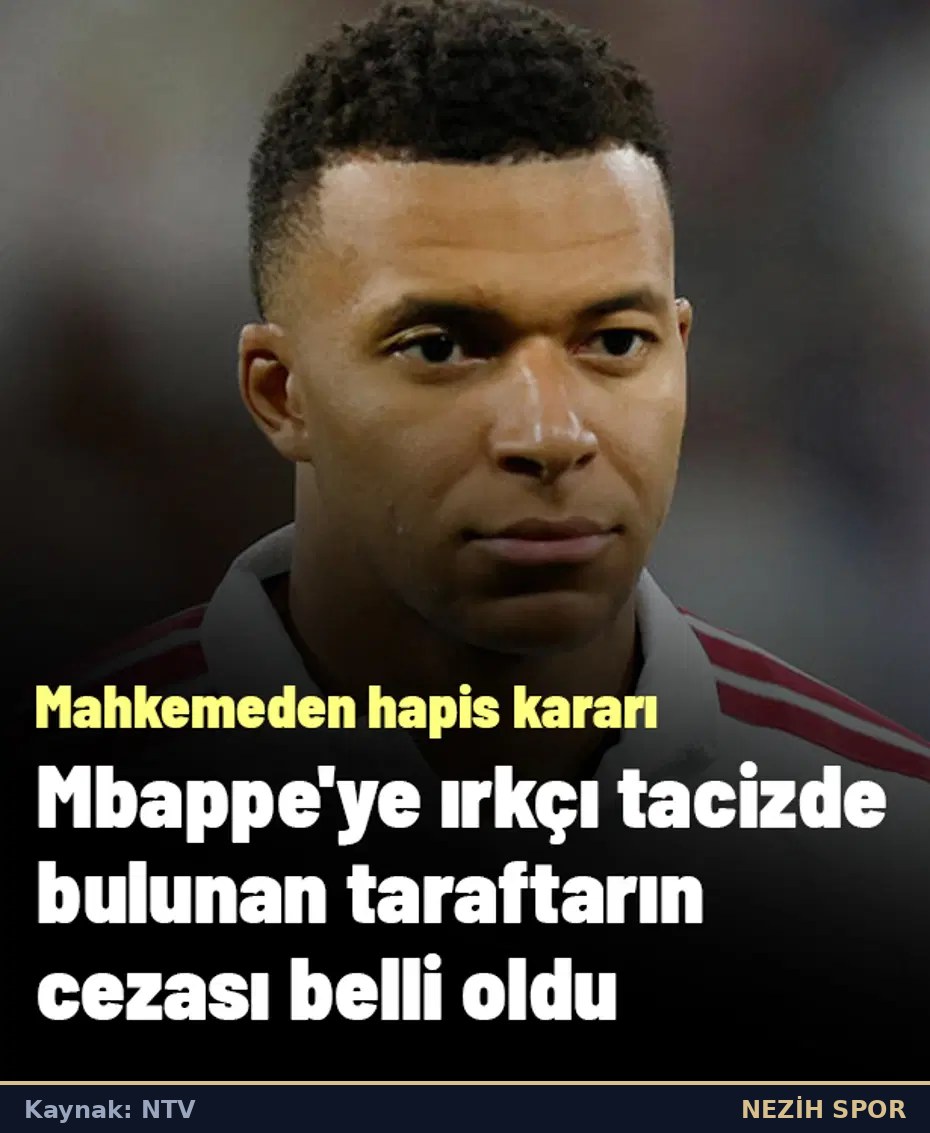 Mahkemeden hapis kararı
Mbappe'ye ırkçı tacizde
bulunan taraftarın
cezası belli oldu
Kaynak: NTV
NEZİH SPOR